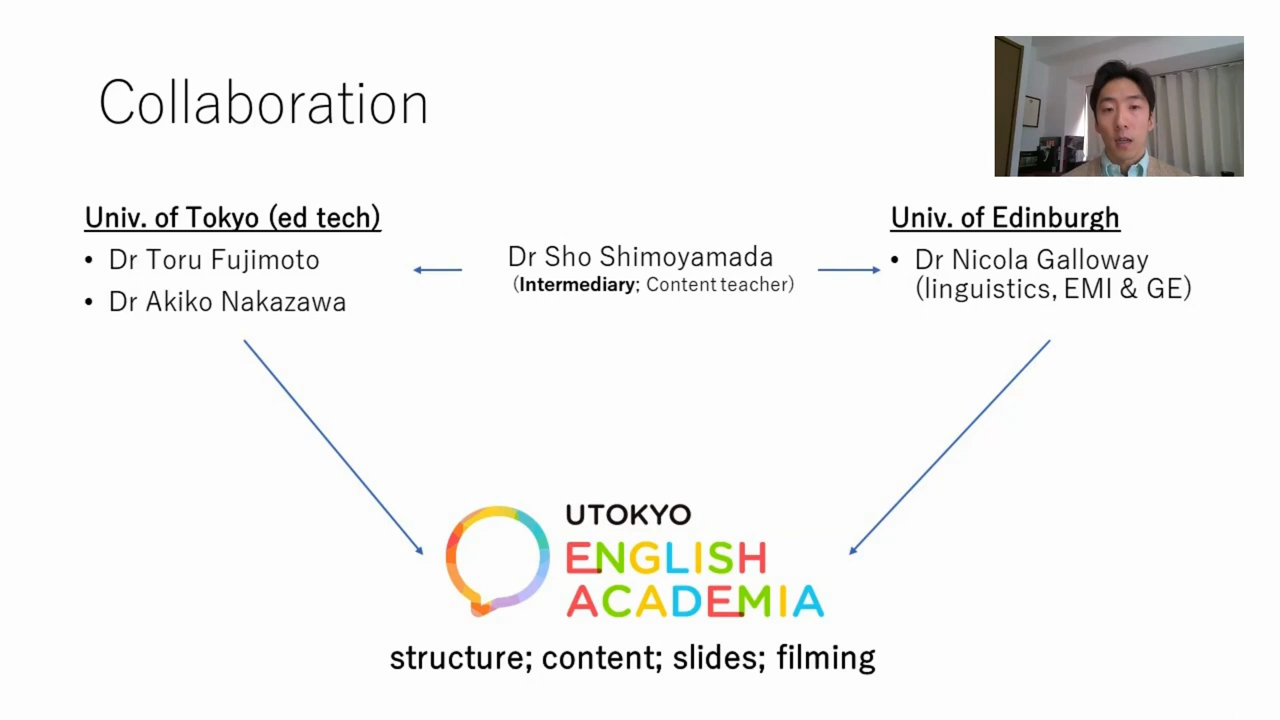 Collaboration
Univ. of Tokyo (ed tech)
• Dr Toru Fujimoto
• Dr Akiko Nakazawa
Dr Sho Shimoyamada
(Intermediary; Content teacher)
Univ. of Edinburgh
• Dr Nicola Galloway
(linguistics, EMI & GE)
UTOKYO
ENGLISH
ACADEMIA
structure; content; slides; filming